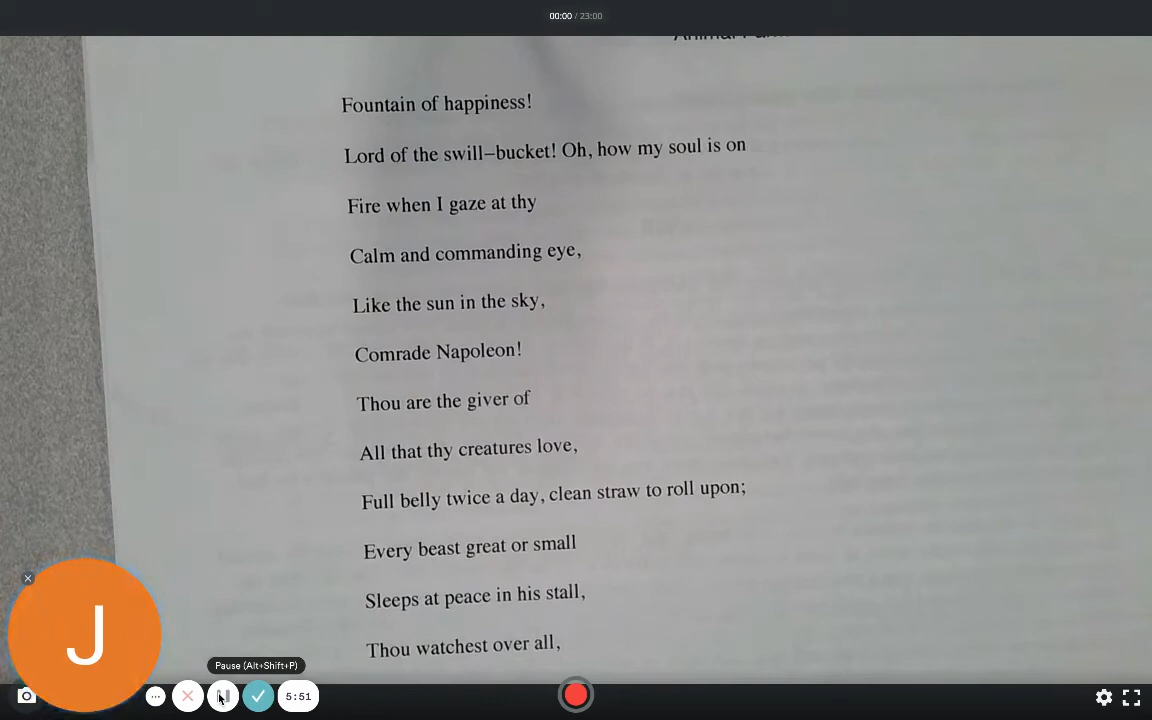 00:00 / 23:00
Animal Farm
Fountain of happiness!
Lord of the swill–bucket! Oh, how my soul is on
Fire when I gaze at thy
Calm and commanding eye,
Like the sun in the sky,
Comrade Napoleon!
Thou are the giver of
All that thy creatures love,
Full belly twice a day, clean straw to roll upon;
Every beast great or small
Sleeps at peace in his stall,
Thou watchest over all,
J
Pause (Alt+Shift+P)
5:51